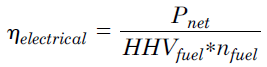 η_electrical = P_net / HHV_fuel*n_fuel